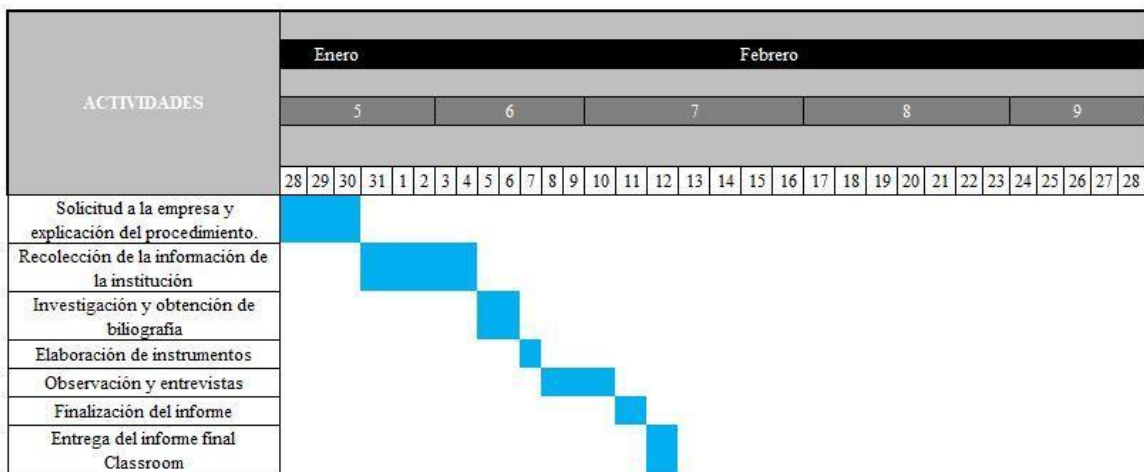 Enero Febrero
ACTIVIDADES
5 6 7 8 9
28 29 30 31 1 2 3 4 5 6 7 8 9 10 11 12 13 14 15 16 17 18 19 20 21 22 23 24 25 26 27 28
Solicitud a la empresa y
explicación del procedimiento.
Recolección de la información de
la institución
Investigación y obtención de
biliografía
Elaboración de instrumentos
Observación y entrevistas
Finalización del informe
Entrega del informe final
Classroom